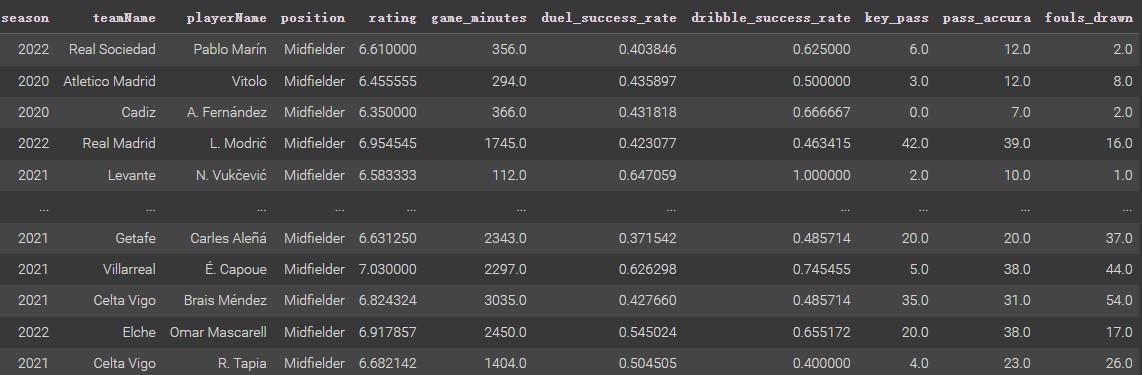 season teamName playerName position rating game_minutes duel_success_rate dribble_success_rate key_pass pass_accura fouls_drawn
2022 Real Sociedad Pablo Marín Midfielder 6.610000 356.0 0.403846 0.625000 6.0 12.0 2.0
2020 Atletico Madrid Vitolo Midfielder 6.455555 294.0 0.435897 0.500000 3.0 12.0 8.0
2020 Cadiz A. Fernández Midfielder 6.350000 366.0 0.431818 0.666667 0.0 7.0 2.0
2022 Real Madrid L. Modrić Midfielder 6.954545 1745.0 0.423077 0.463415 42.0 39.0 16.0
2021 Levante N. Vukčević Midfielder 6.583333 112.0 0.647059 1.000000 2.0 10.0 1.0
... ... ... ... ... ... ... ... ... ... ...
2021 Getafe Carles Aleñá Midfielder 6.631250 2343.0 0.371542 0.485714 20.0 20.0 37.0
2021 Villarreal É. Capoue Midfielder 7.030000 2297.0 0.626298 0.745455 5.0 38.0 44.0
2021 Celta Vigo Brais Méndez Midfielder 6.824324 3035.0 0.427660 0.485714 35.0 31.0 54.0
2022 Elche Omar Mascarell Midfielder 6.917857 2450.0 0.545024 0.655172 20.0 38.0 17.0
2021 Celta Vigo R. Tapia Midfielder 6.682142 1404.0 0.504505 0.400000 4.0 23.0 26.0